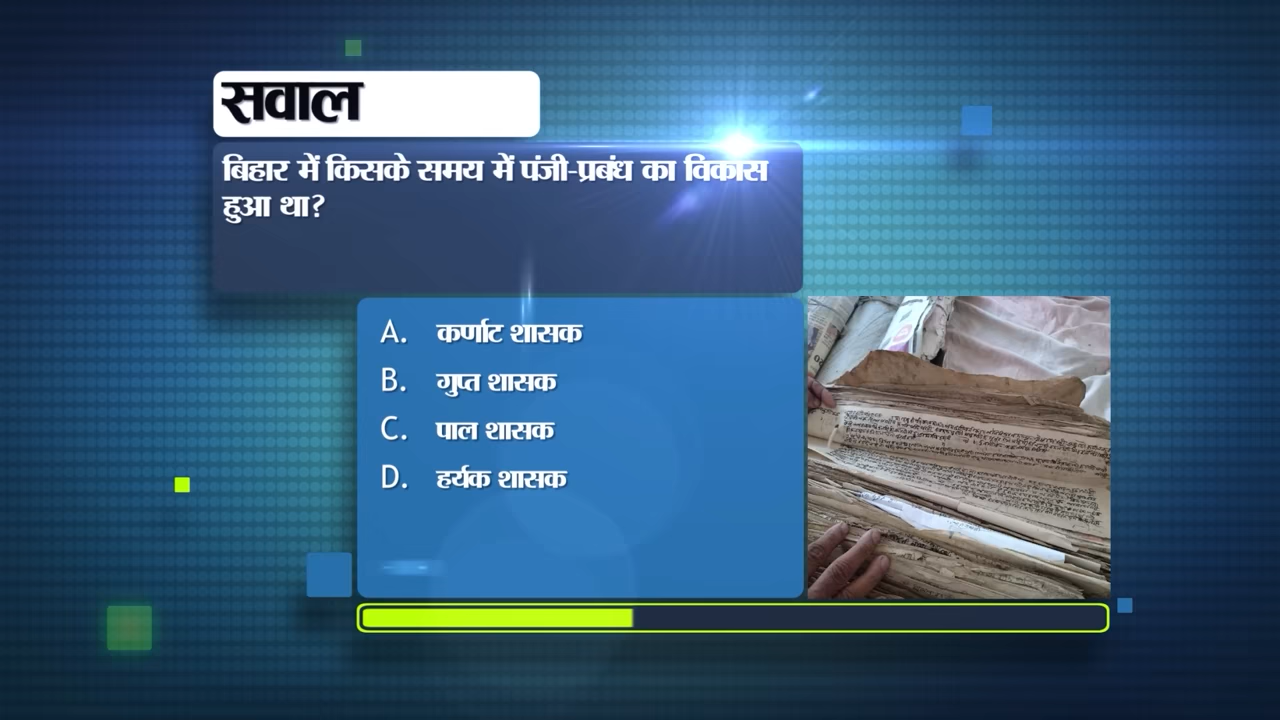 सवाल
बिहार में किसके समय में पंजी-प्रबंध का विकास
हुआ था?
A. कर्णाट शासक
B. गुप्त शासक
C. पाल शासक
D. हर्यक शासक